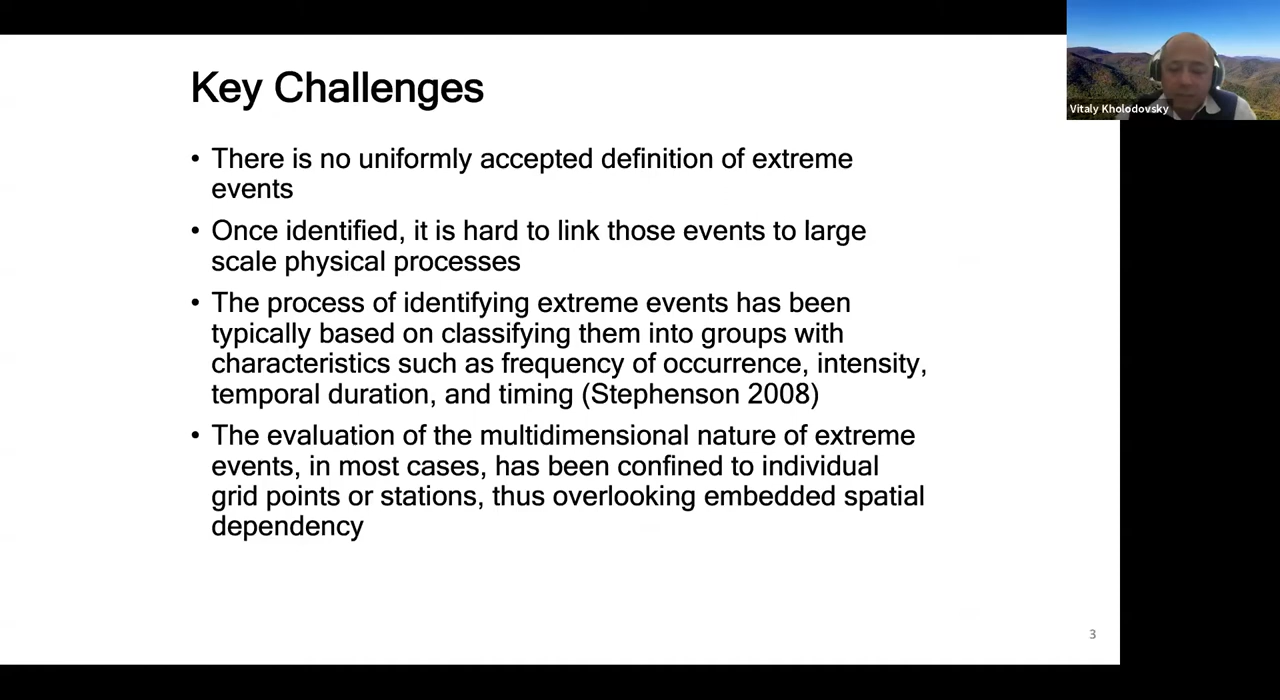 Key Challenges
Vitaly Kholodovsky
• There is no uniformly accepted definition of extreme
events
• Once identified, it is hard to link those events to large
scale physical processes
• The process of identifying extreme events has been
typically based on classifying them into groups with
characteristics such as frequency of occurrence, intensity,
temporal duration, and timing (Stephenson 2008)
• The evaluation of the multidimensional nature of extreme
events, in most cases, has been confined to individual
grid points or stations, thus overlooking embedded spatial
dependency
3